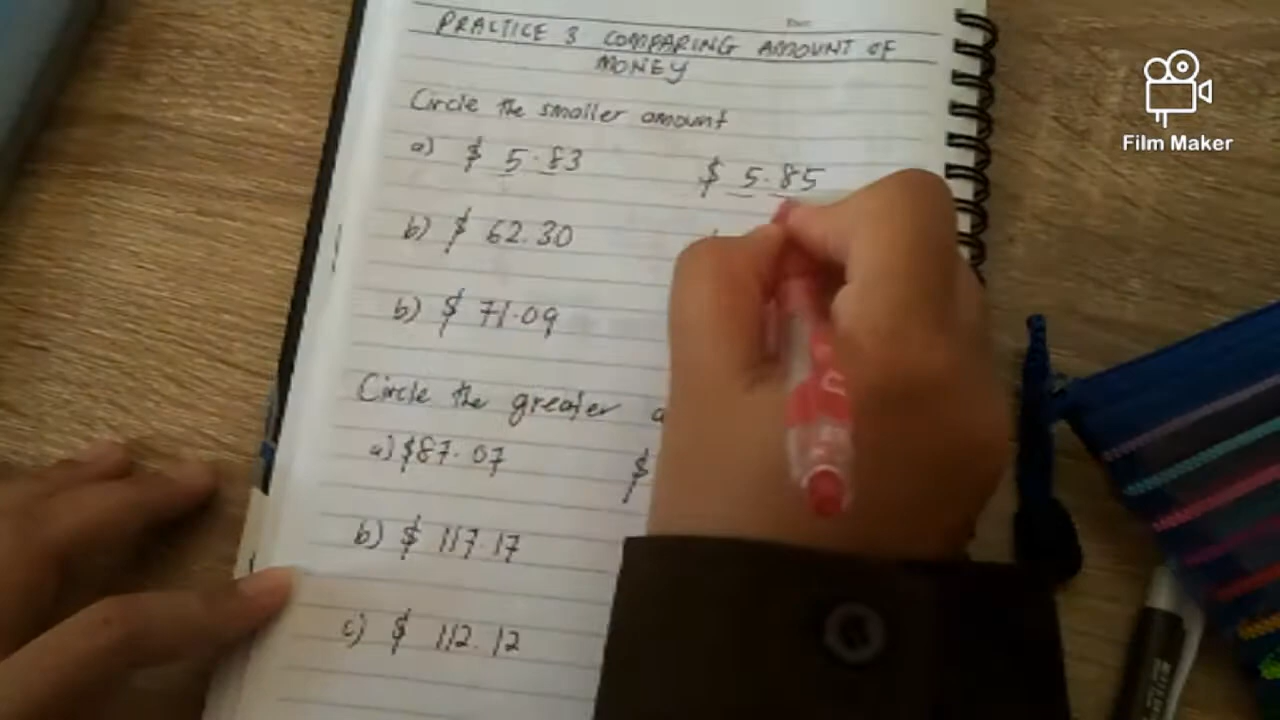 PRACTICE 3 COMPARING AMOUNT OF
MONEY
Circle the smaller amount
a) $ 5.83 $ 5.85
b) $ 62.30
b) $ 71.09
Circle the greater
a) $87.07 $
b) $ 117.17
c) $ 112.12
Film Maker